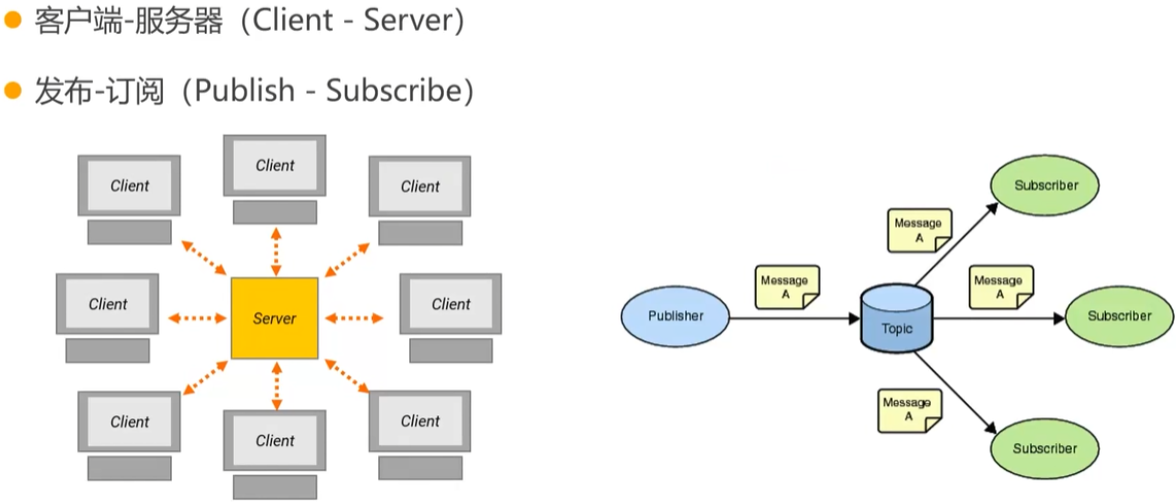 客户端-服务器（Client - Server）
发布-订阅（Publish - Subscribe）
Client
Client
Client
Client
Server
Client
Client
Client
Client
Subscriber
Message
A
Message
A
Message
A
Publisher
Topic
Subscriber
Message
A
Subscriber